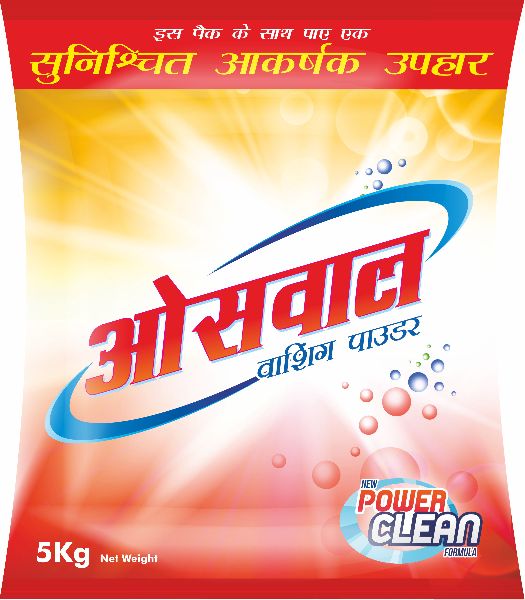 इस पैक के साथ पाए एक
सुनिश्चित आकर्षक उपहार
ओसवाल
वाशिंग पाउडर
NEW
POWER
CLEAN
FORMULA
5Kg Net Weight